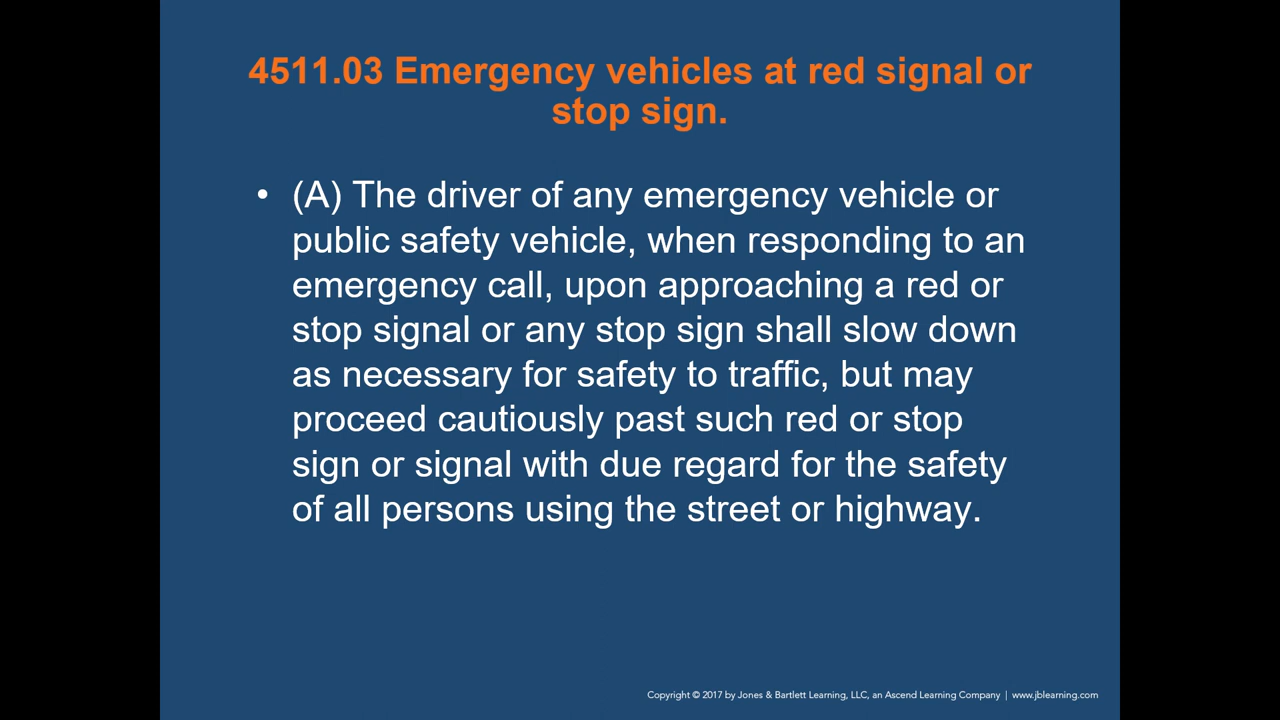 4511.03 Emergency vehicles at red signal or
stop sign.
• (A) The driver of any emergency vehicle or
public safety vehicle, when responding to an
emergency call, upon approaching a red or
stop signal or any stop sign shall slow down
as necessary for safety to traffic, but may
proceed cautiously past such red or stop
sign or signal with due regard for the safety
of all persons using the street or highway.
Copyright © 2017 by Jones & Bartlett Learning, LLC, an Ascend Learning Company | www.jblearning.com